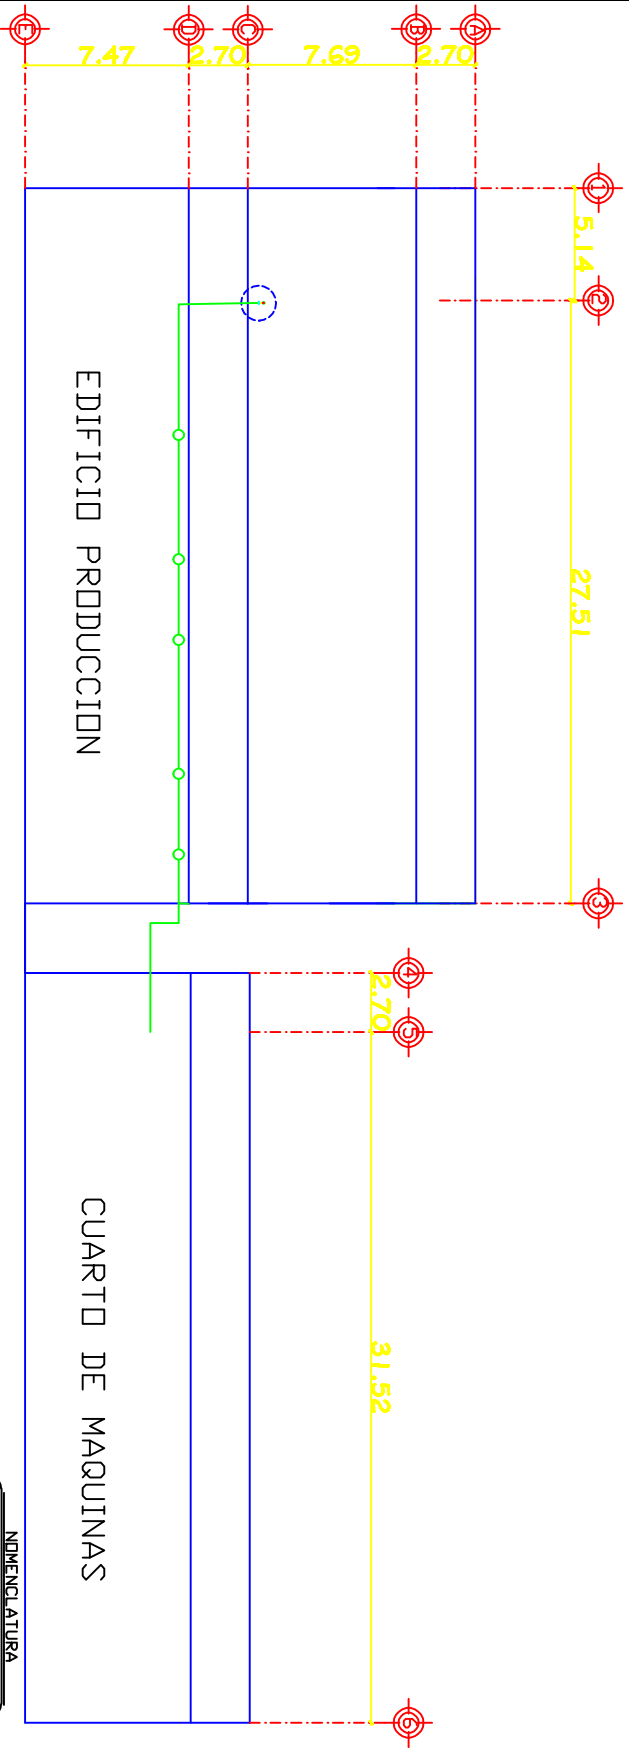 E
D
C
B
A
7.47
2.70
7.69
2.70
1
5.14
2
27.51
3
EDIFICIO PRODUCCION
4
2.70
5
31.52
6
CUARTO DE MAQUINAS
NOMENCLATURA